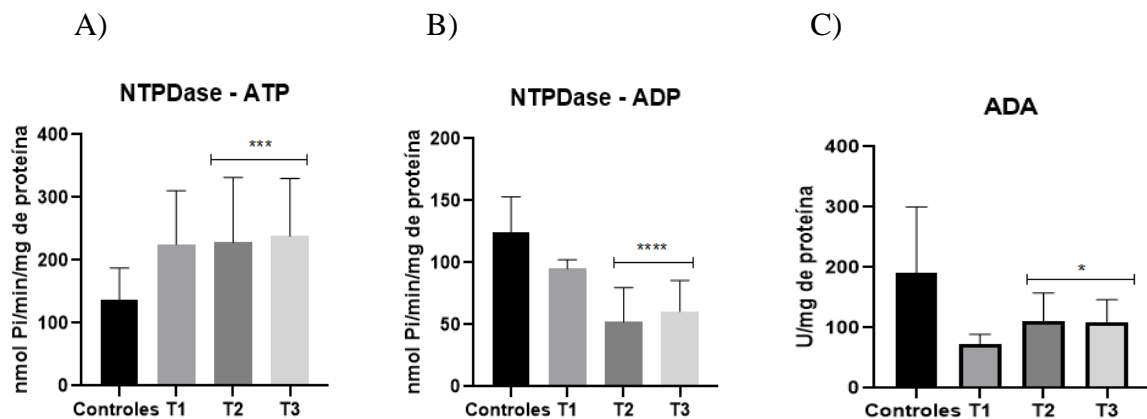 A)
NTPDase - ATP
nmol Pi/min/mg de proteína
400
300
200
100
0
***
Controles T1 T2 T3
B)
NTPDase - ADP
nmol Pi/min/mg de proteína
150
100
50
0
****
Controles T1 T2 T3
C)
ADA
U/mg de proteína
400
300
200
100
0
*
Controles T1 T2 T3